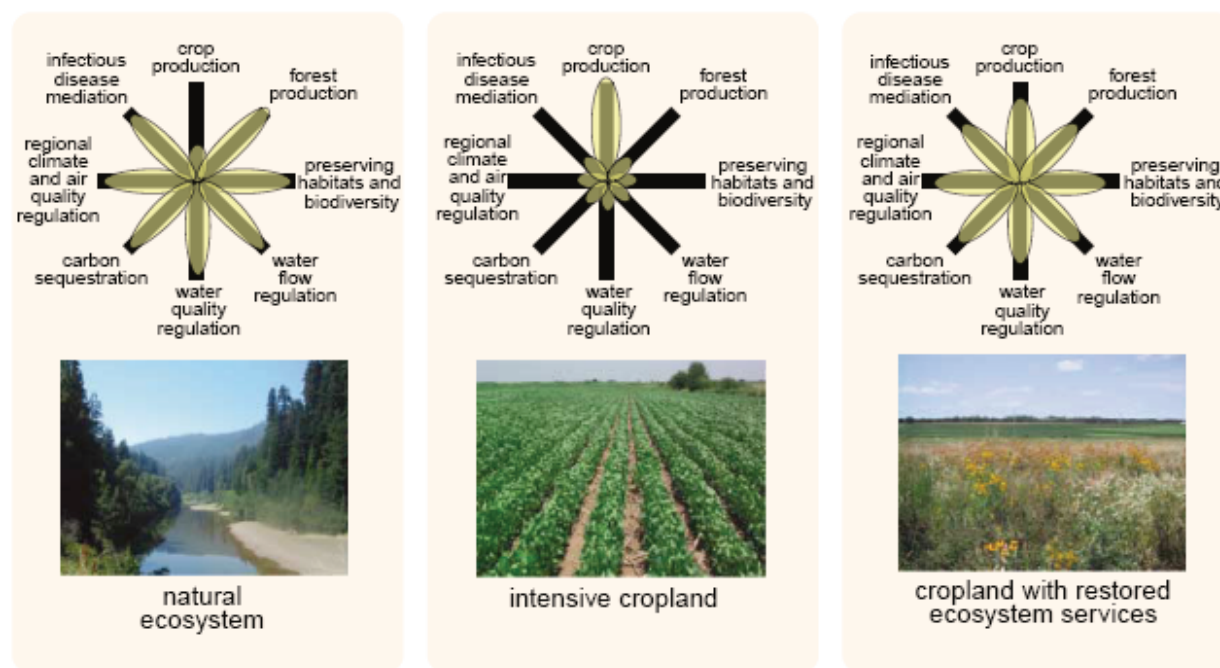 crop
production
infectious
disease
mediation
forest
production
regional
climate
and air
quality
regulation
preserving
habitats and
biodiversity
carbon
sequestration
water
quality
regulation
water
flow
regulation
natural
ecosystem
crop
production
infectious
disease
mediation
forest
production
regional
climate
and air
quality
regulation
preserving
habitats and
biodiversity
carbon
sequestration
water
quality
regulation
water
flow
regulation
intensive cropland
crop
production
infectious
disease
mediation
forest
production
regional
climate
and air
quality
regulation
preserving
habitats and
biodiversity
carbon
sequestration
water
quality
regulation
water
flow
regulation
cropland with restored
ecosystem services